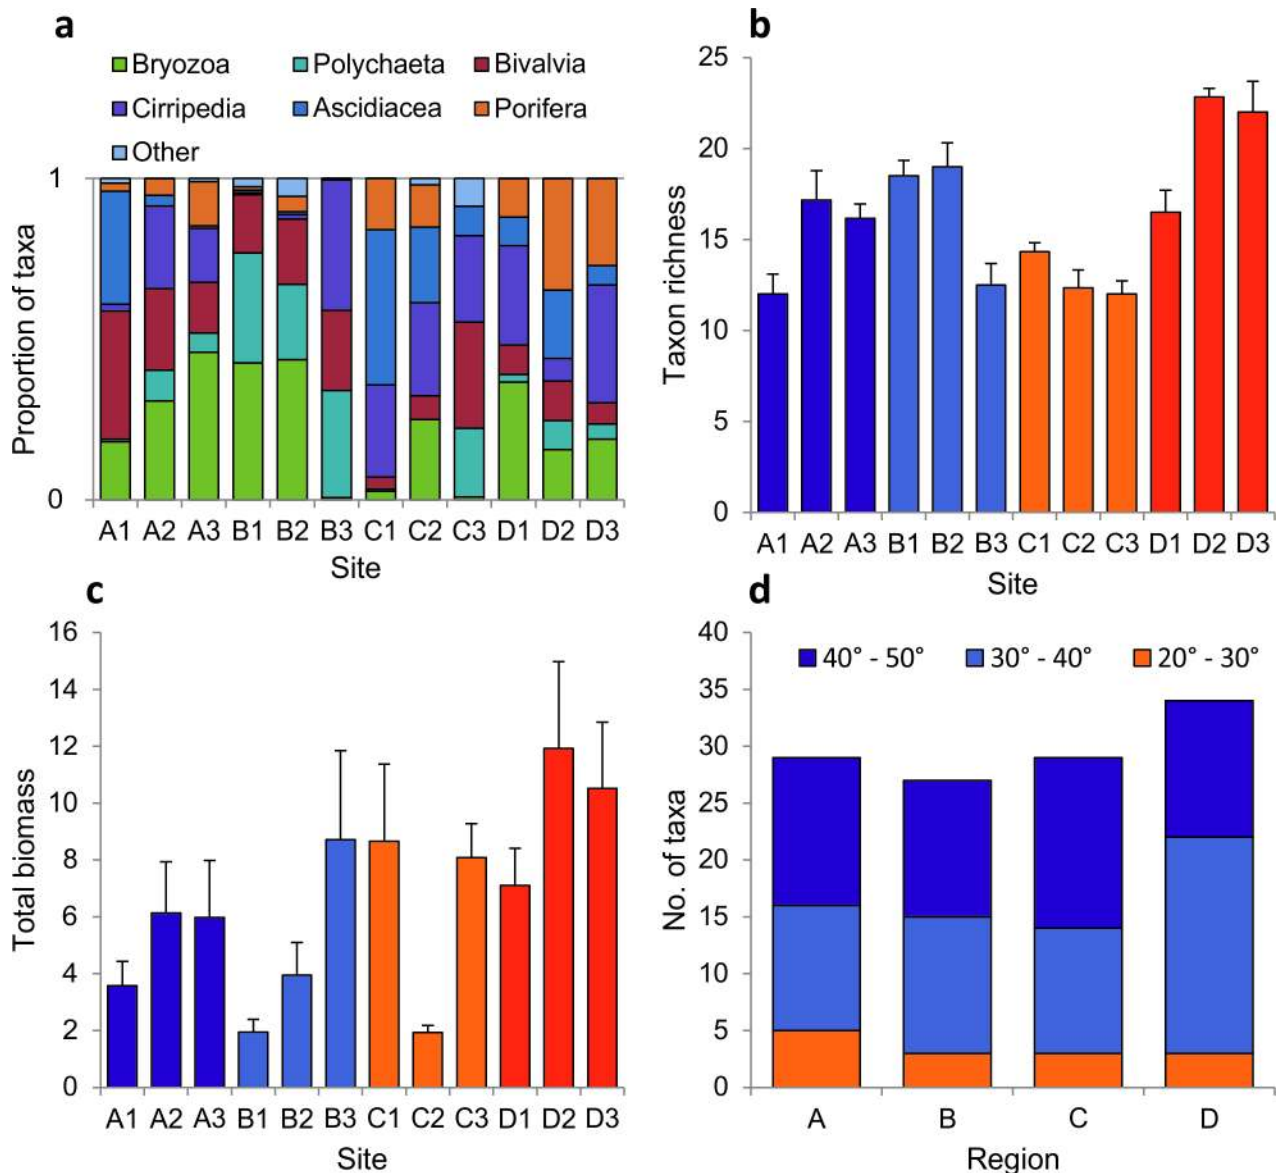 a
Bryozoa Polychaeta Bivalvia
Cirripedia Ascidiacea Porifera
Other
Proportion of taxa
1
0
A1 A2 A3 B1 B2 B3 C1 C2 C3 D1 D2 D3
Site
b
Taxon richness
25
20
15
10
5
0
A1 A2 A3 B1 B2 B3 C1 C2 C3 D1 D2 D3
Site
c
Total biomass
16
14
12
10
8
6
4
2
0
A1 A2 A3 B1 B2 B3 C1 C2 C3 D1 D2 D3
Site
d
40° - 50° 30° - 40° 20° - 30°
No. of taxa
40
35
30
25
20
15
10
5
0
A B C D
Region